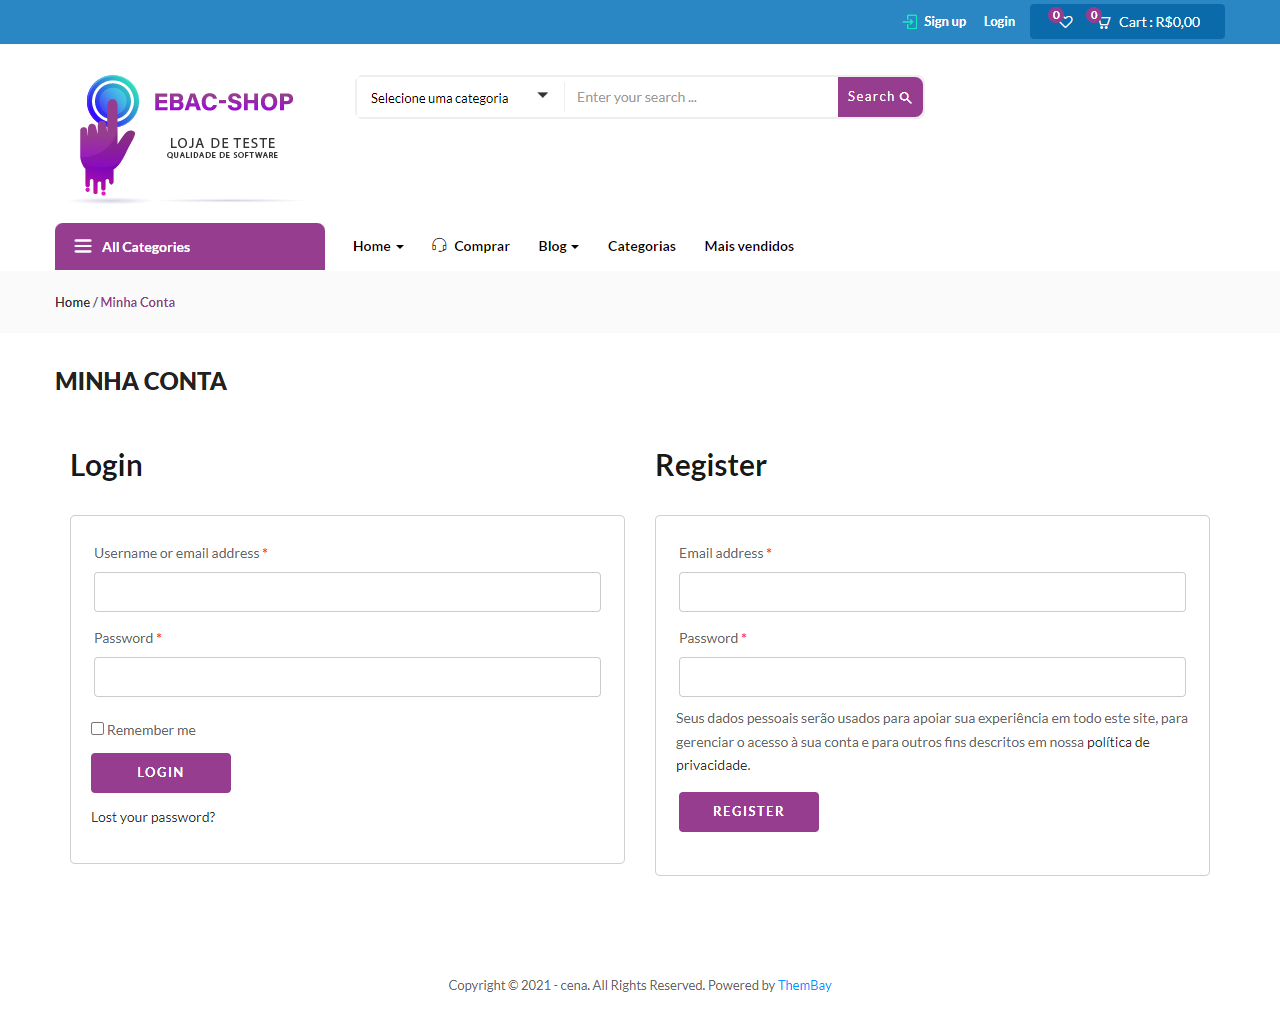 Sign up Login 0 0 Cart : R$0,00
EBAC-SHOP
LOJA DE TESTE
QUALIDADE DE SOFTWARE
Selecione uma categoria Enter your search ... Search
All Categories Home Comprar Blog Categorias Mais vendidos
Home / Minha Conta
MINHA CONTA
Login
Username or email address *
Password *
Remember me
LOGIN
Lost your password?
Register
Email address *
Password *
Seus dados pessoais serão usados para apoiar sua experiência em todo este site, para
gerenciar o acesso à sua conta e para outros fins descritos em nossa política de
privacidade.
REGISTER
Copyright © 2021 - cena. All Rights Reserved. Powered by ThemBay